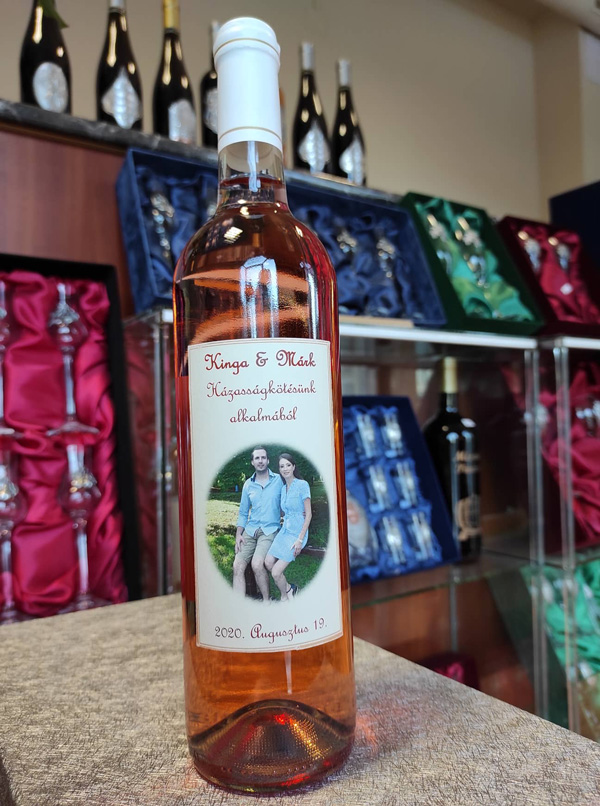 Kinga & Márk
Házasságkötésünk
alkalmából
2020. Augusztus 19.